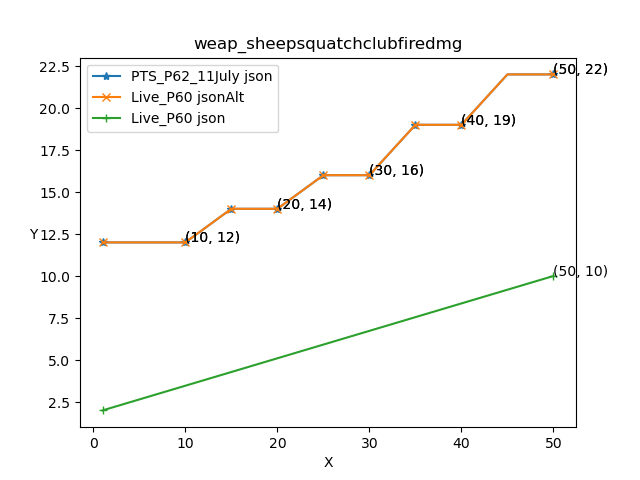 weap_sheepsquatchclubfiredmg
PTS_P62_11July json
Live_P60 jsonAlt
Live_P60 json
(50, 22)
(40, 19)
(30, 16)
(20, 14)
(10, 12)
(50, 10)
22.5
20.0
17.5
15.0
12.5
10.0
7.5
5.0
2.5
Y
0 10 20 30 40 50
X